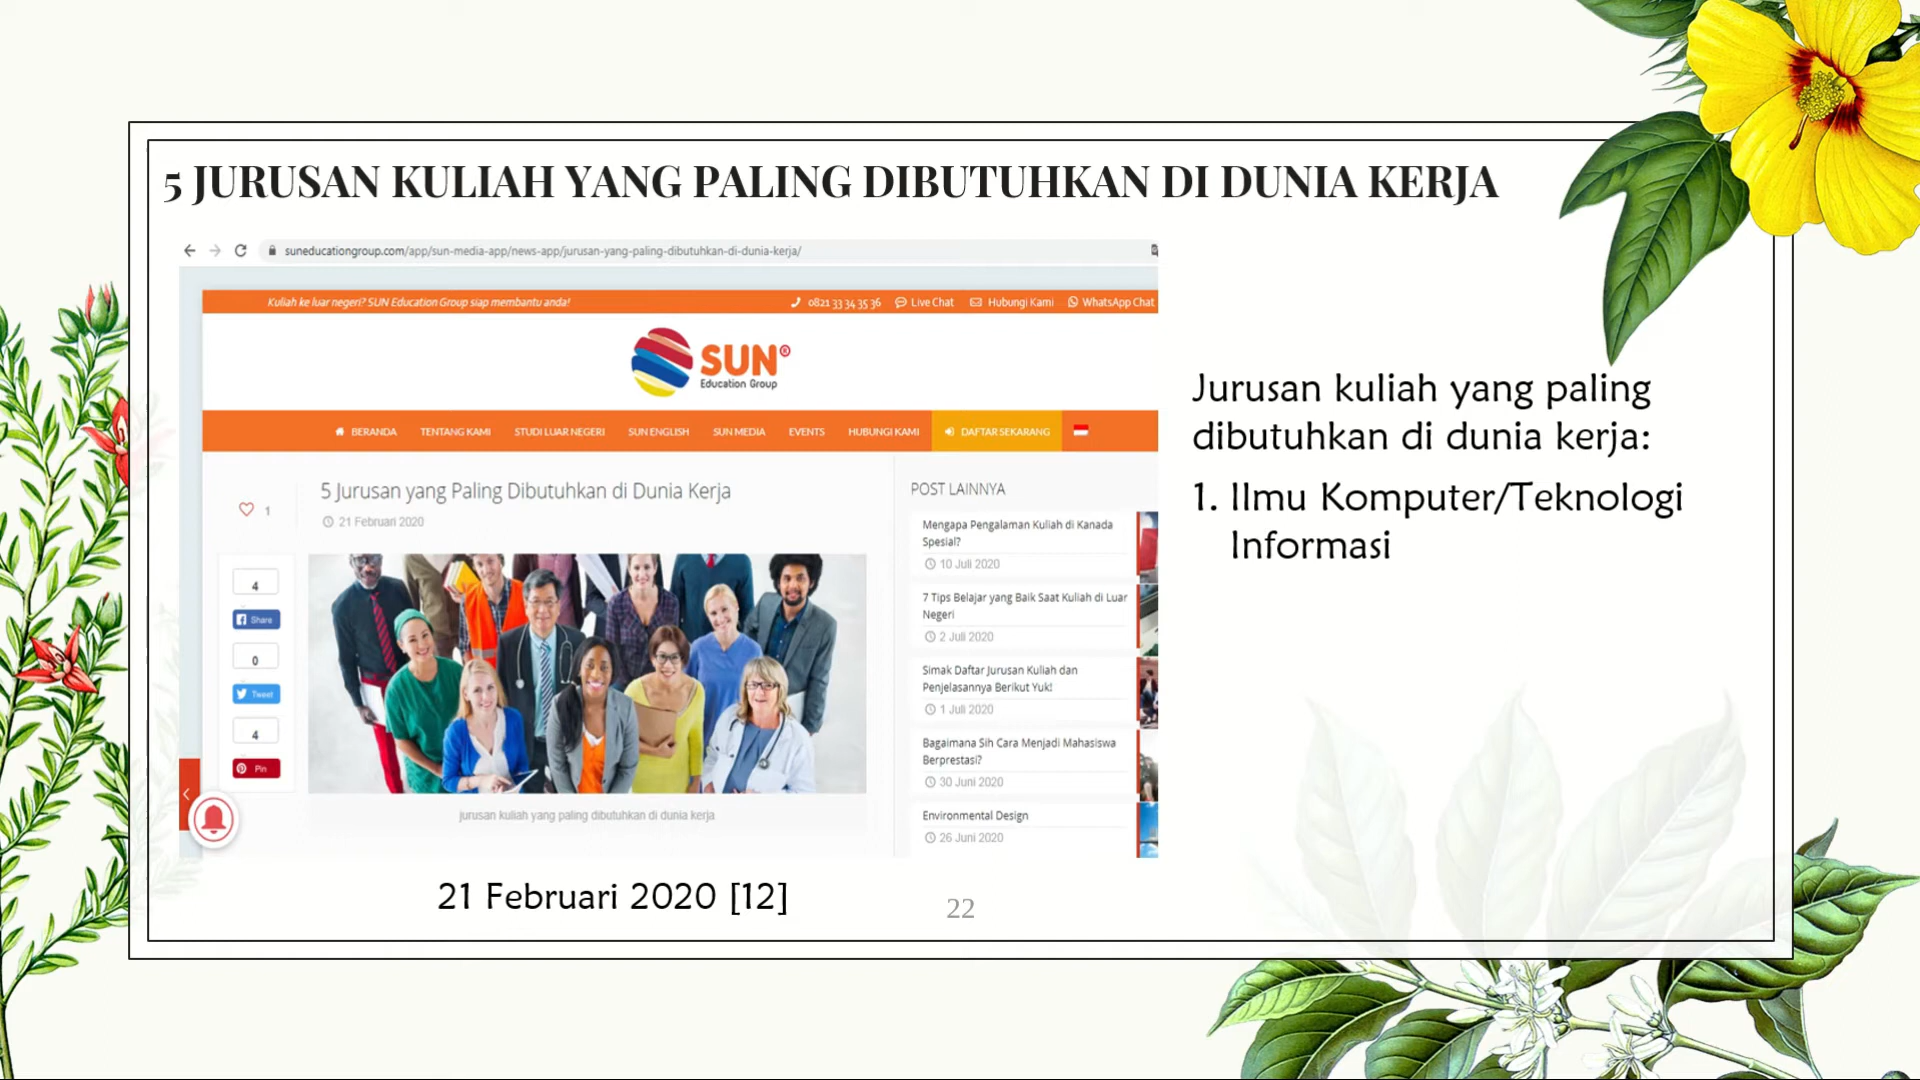 5 JURUSAN KULIAH YANG PALING DIBUTUHKAN DI DUNIA KERJA
suneducationgroup.com/app/sun-media-app/news-app/jurusan-yang-paling-dibutuhkan-di-dunia-kerja/
Kuliah ke luar negeri? SUN Education Group siap membantu anda!
0821 33 34 35 36 Live Chat Hubungi Kami WhatsApp Chat
SUN®
Education Group
BERANDA TENTANG KAMI STUDI LUAR NEGERI SUN ENGLISH SUN MEDIA EVENTS HUBUNGI KAMI DAFTAR SEKARANG
5 Jurusan yang Paling Dibutuhkan di Dunia Kerja
21 Februari 2020
1
4
Share
0
Tweet
4
Pin
jurusan kuliah yang paling dibutuhkan di dunia kerja
POST LAINNYA
Mengapa Pengalaman Kuliah di Kanada
Spesial?
10 Juli 2020
7 Tips Belajar yang Baik Saat Kuliah di Luar
Negeri
2 Juli 2020
Simak Daftar Jurusan Kuliah dan
Penjelasannya Berikut Yuk!
1 Juli 2020
Bagaimana Sih Cara Menjadi Mahasiswa
Berprestasi?
30 Juni 2020
Environmental Design
26 Juni 2020
Jurusan kuliah yang paling
dibutuhkan di dunia kerja:
1. Ilmu Komputer/Teknologi
Informasi
21 Februari 2020 [12]
22